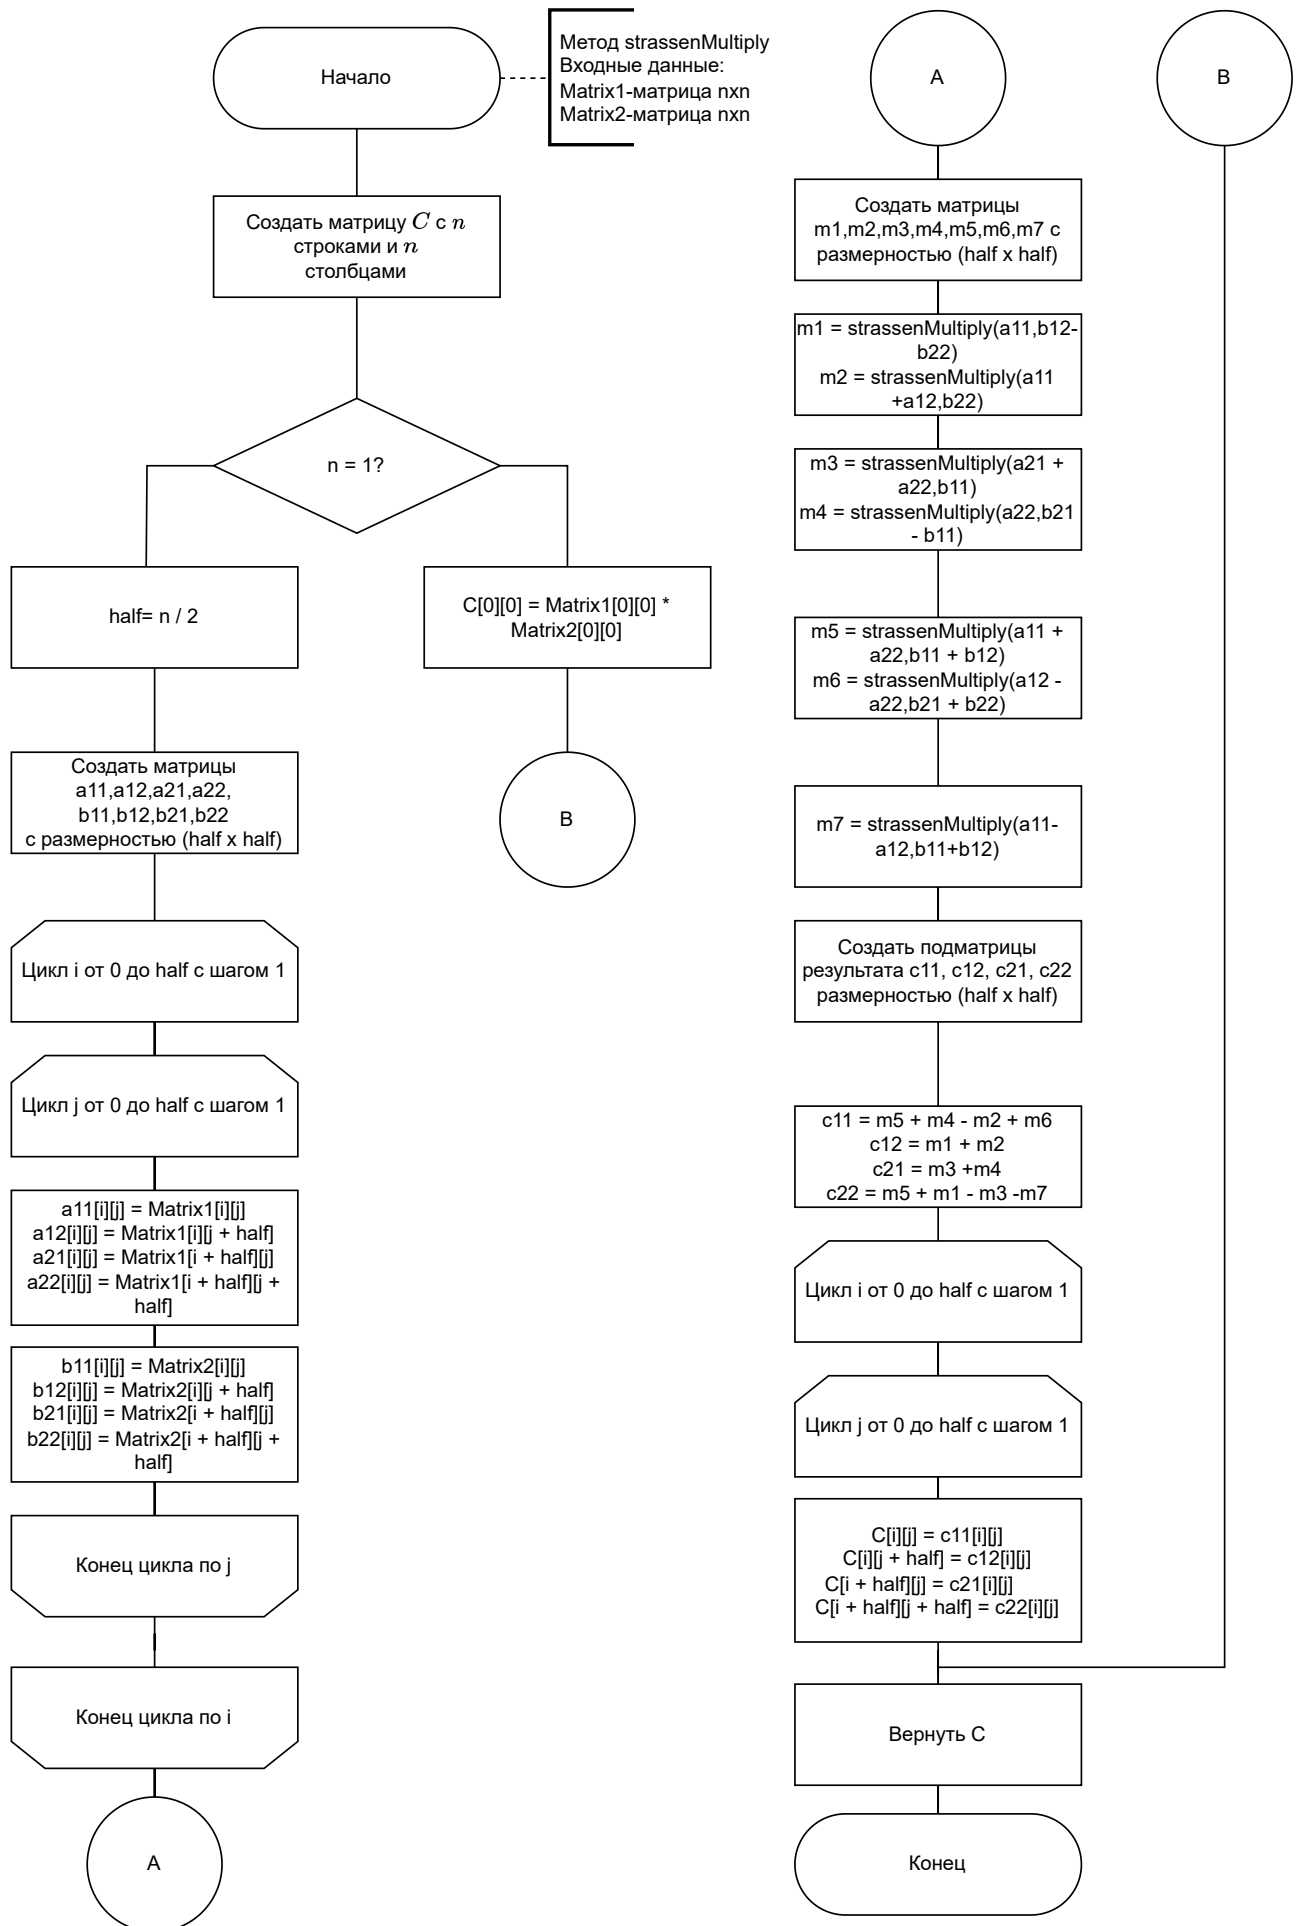 Начало
Метод strassenMultiply
Входные данные:
Matrix1-матрица nxn
Matrix2-матрица nxn
Создать матрицу C с n
строками и n
столбцами
n = 1?
half= n / 2
C[0][0] = Matrix1[0][0] *
Matrix2[0][0]
B
Создать матрицы
a11,a12,a21,a22,
b11,b12,b21,b22
с размерностью (half x half)
Цикл i от 0 до half с шагом 1
Цикл j от 0 до half с шагом 1
a11[i][j] = Matrix1[i][j]
a12[i][j] = Matrix1[i][j + half]
a21[i][j] = Matrix1[i + half][j]
a22[i][j] = Matrix1[i + half][j +
half]
b11[i][j] = Matrix2[i][j]
b12[i][j] = Matrix2[i][j + half]
b21[i][j] = Matrix2[i + half][j]
b22[i][j] = Matrix2[i + half][j +
half]
Конец цикла по j
Конец цикла по i
A
A
Создать матрицы
m1,m2,m3,m4,m5,m6,m7 с
размерностью (half x half)
m1 = strassenMultiply(a11,b12-
b22)
m2 = strassenMultiply(a11
+a12,b22)
m3 = strassenMultiply(a21 +
a22,b11)
m4 = strassenMultiply(a22,b21
- b11)
m5 = strassenMultiply(a11 +
a22,b11 + b12)
m6 = strassenMultiply(a12 -
a22,b21 + b22)
m7 = strassenMultiply(a11-
a12,b11+b12)
Создать подматрицы
результата c11, c12, c21, c22
размерностью (half x half)
c11 = m5 + m4 - m2 + m6
c12 = m1 + m2
c21 = m3 +m4
c22 = m5 + m1 - m3 -m7
Цикл i от 0 до half с шагом 1
Цикл j от 0 до half с шагом 1
C[i][j] = c11[i][j]
C[i][j + half] = c12[i][j]
C[i + half][j] = c21[i][j]
C[i + half][j + half] = c22[i][j]
Вернуть C
Конец
B